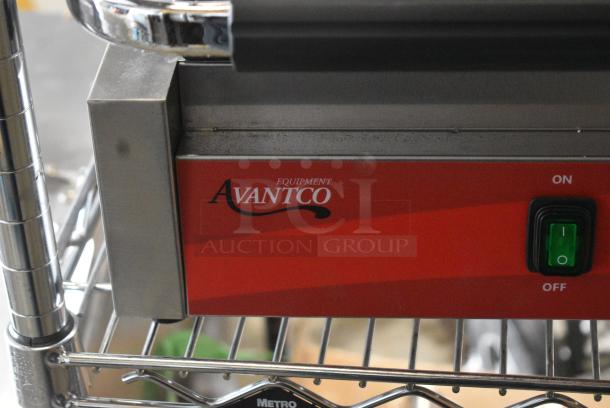 EQUIPMENT
AVANTCO
PCI
AUCTION GROUP
ON
I
O
OFF
METRO